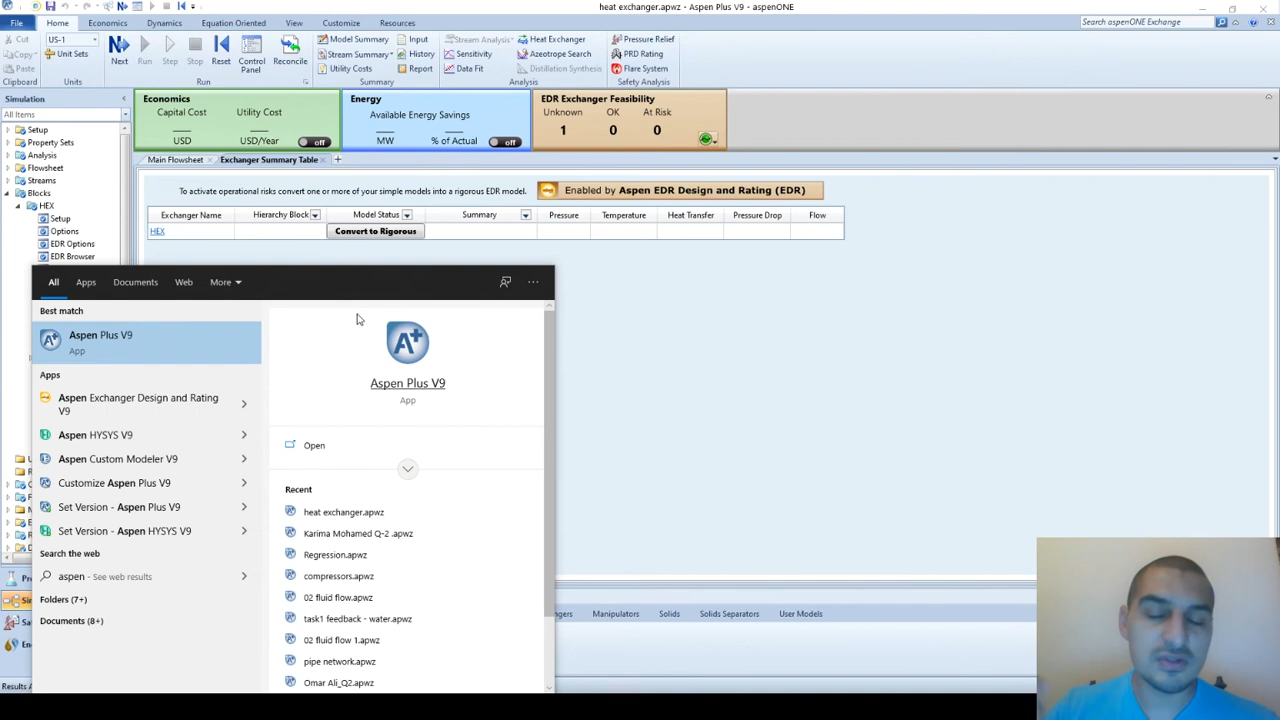 heat exchanger.apwz - Aspen Plus V9 - aspenONE
File Home Economics Dynamics Equation Oriented View Customize Resources
Search aspenONE Exchange
Cut
Copy
Paste
Clipboard
US-1
Unit Sets
Units
Next Run Step Stop Reset Control Panel Reconcile
Run
Model Summary Input
Stream Summary History
Utility Costs Report
Summary
Stream Analysis Heat Exchanger
Sensitivity Azeotrope Search
Data Fit Distillation Synthesis
Analysis
Pressure Relief
PRD Rating
Flare System
Safety Analysis
Simulation
All Items
Setup
Property Sets
Analysis
Flowsheet
Streams
Blocks
HEX
Setup
Options
EDR Options
EDR Browser
Economics
Capital Cost Utility Cost
USD USD/Year off
Energy
Available Energy Savings
MW % of Actual off
EDR Exchanger Feasibility
Unknown OK At Risk
1 0 0
Main Flowsheet Exchanger Summary Table
To activate operational risks convert one or more of your simple models into a rigorous EDR model. Enabled by Aspen EDR Design and Rating (EDR)
Exchanger Name Hierarchy Block Model Status Summary Pressure Temperature Heat Transfer Pressure Drop Flow
HEX Convert to Rigorous
All Apps Documents Web More
Best match
Aspen Plus V9
App
Apps
Aspen Exchanger Design and Rating
V9
Aspen HYSYS V9
Aspen Custom Modeler V9
Customize Aspen Plus V9
Set Version - Aspen Plus V9
Set Version - Aspen HYSYS V9
Search the web
aspen - See web results
Folders (7+)
Documents (8+)
Aspen Plus V9
App
Open
Recent
heat exchanger.apwz
Karima Mohamed Q-2 .apwz
Regression.apwz
compressors.apwz
02 fluid flow.apwz
task1 feedback - water.apwz
02 fluid flow 1.apwz
pipe network.apwz
Omar Ali_Q2.apwz
Manipulators Solids Solids Separators User Models